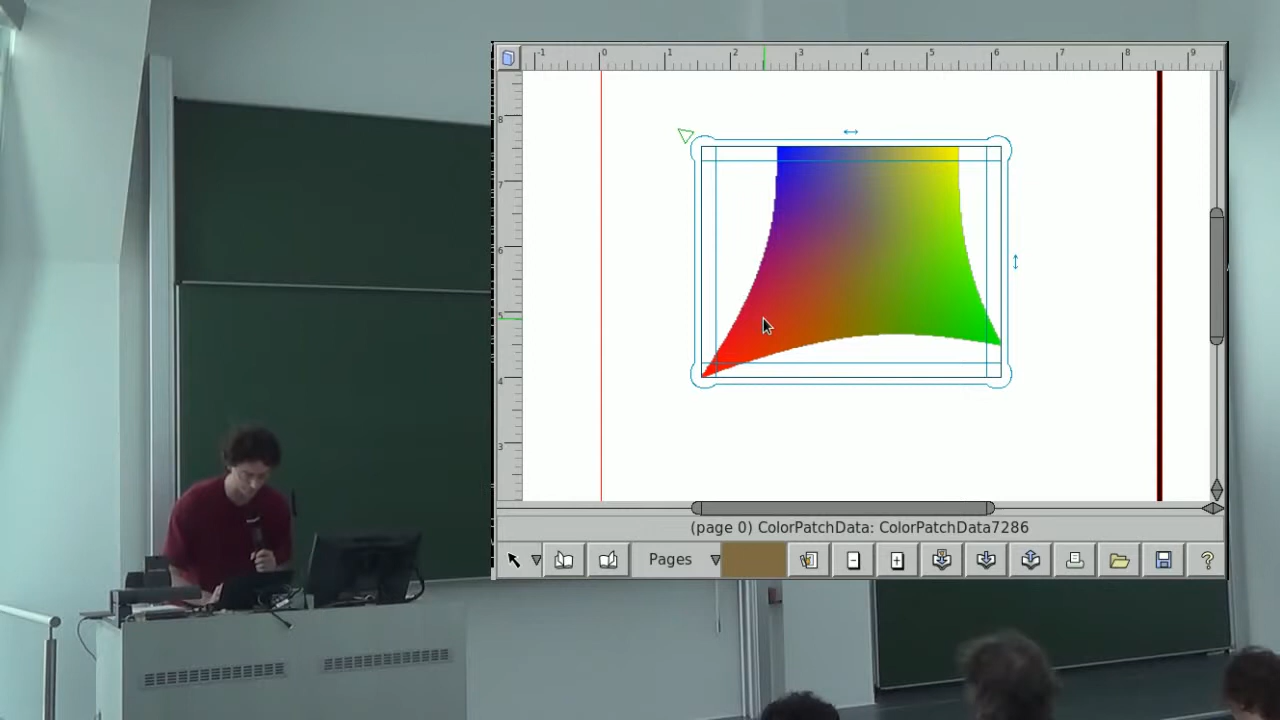 -1 0 1 2 3 4 5 6 7 8 9
8
7
6
5
4
3
(page 0) ColorPatchData: ColorPatchData7286
Pages
- + ?